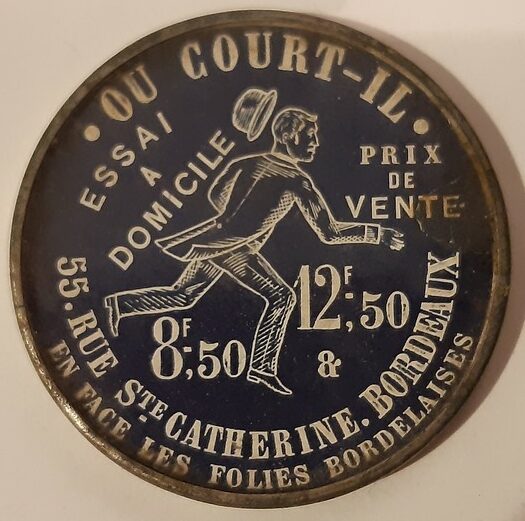 • OU COURT-IL •
ESSAI
A
DOMICILE
PRIX
DE
VENTE
8F,50
&
12F,50
55. RUE STE CATHERINE. BORDEAUX
EN FACE LES FOLIES BORDELAISES